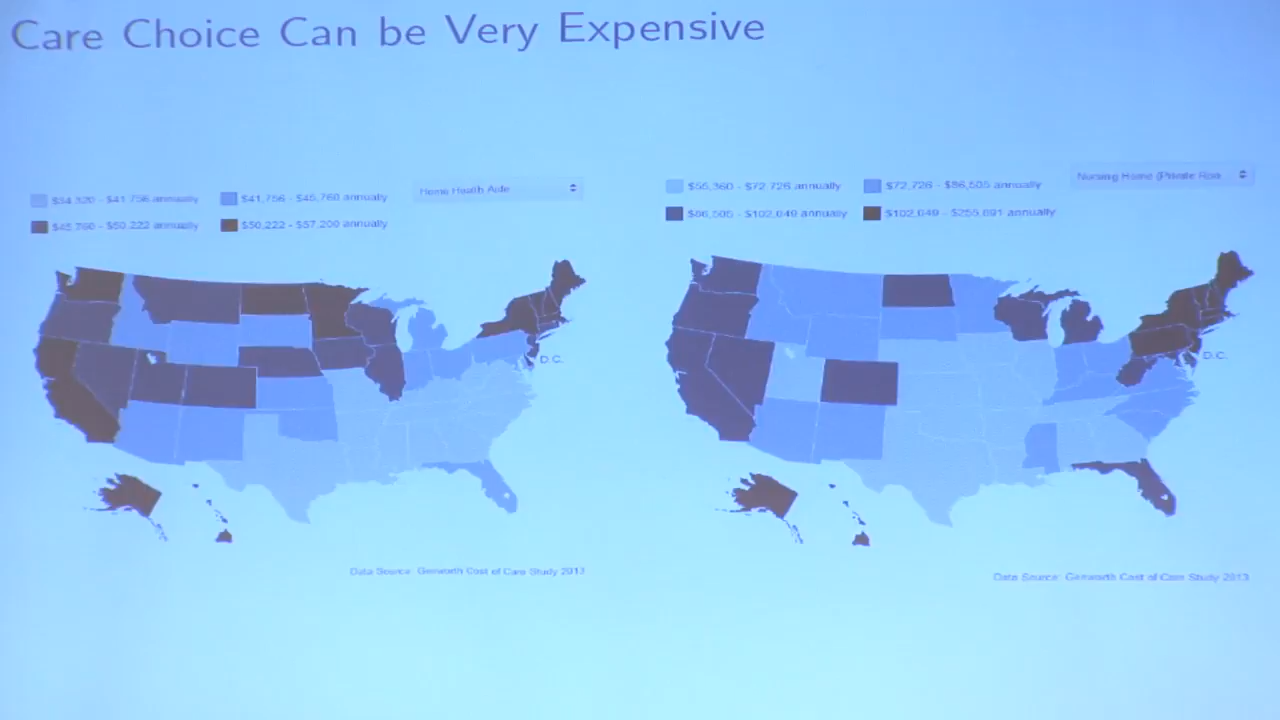 Care Choice Can be Very Expensive
$34,320 - $41,756 annually
$41,756 - $45,760 annually
Home Health Aide
$45,760 - $50,222 annually
$50,222 - $57,200 annually
D.C.
Data Source: Genworth Cost of Care Study 2013
$55,360 - $72,726 annually
$72,726 - $86,505 annually
Nursing Home (Private Roo
$86,505 - $102,049 annually
$102,049 - $255,891 annually
D.C.
Data Source: Genworth Cost of Care Study 2013